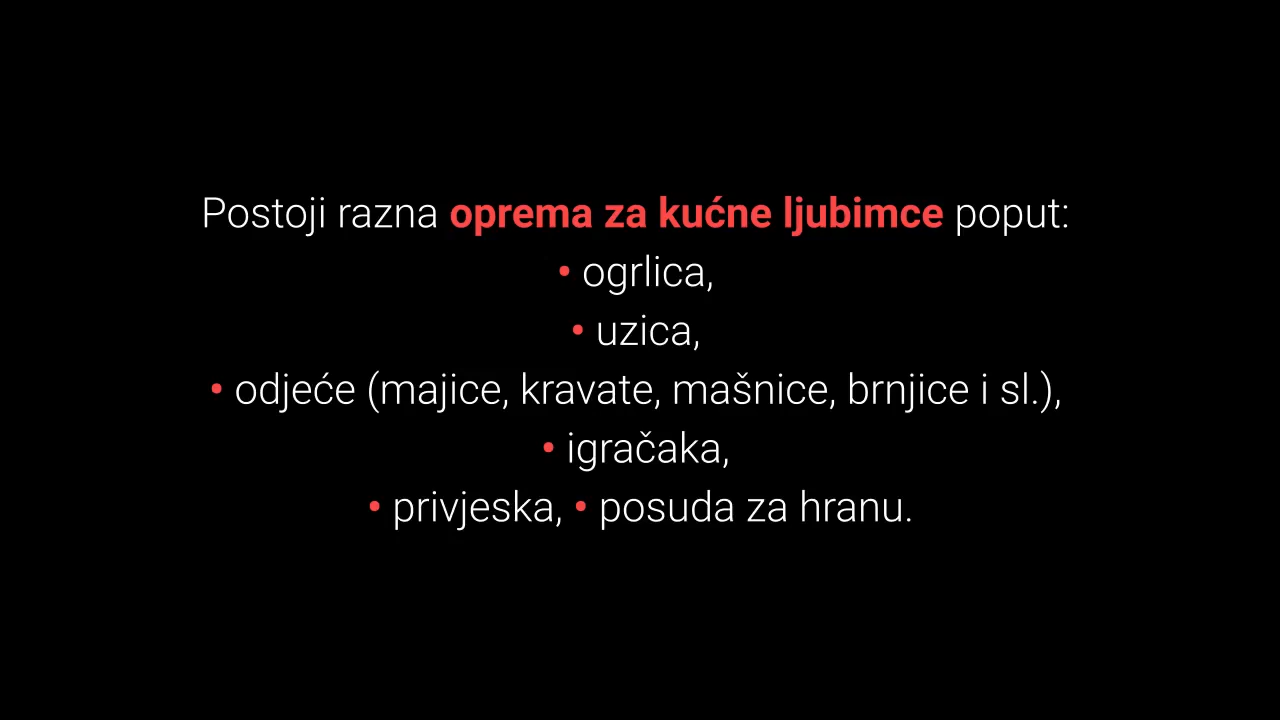 Postoji razna oprema za kućne ljubimce poput:
• ogrlica,
• uzica,
• odjeće (majice, kravate, mašnice, brnjice i sl.),
• igračaka,
• privjeska, • posuda za hranu.